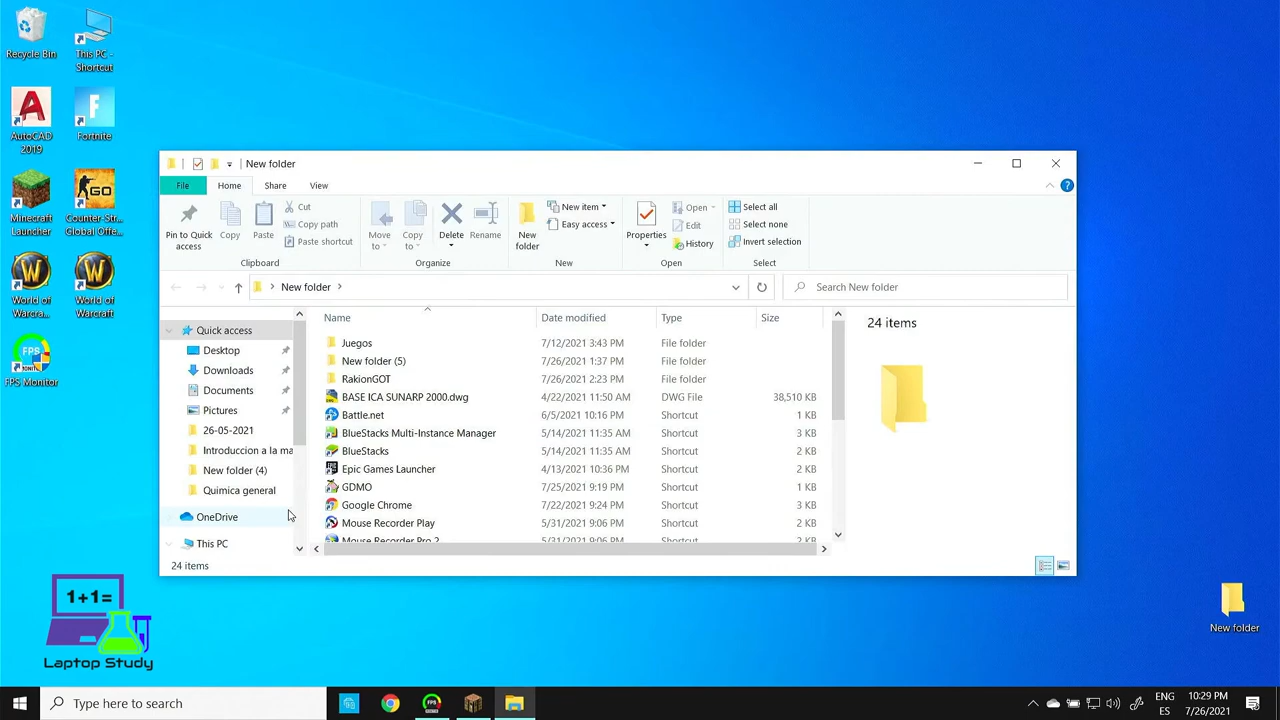 Recycle Bin
This PC -
Shortcut
AutoCAD
2019
Fortnite
Minecraft
Launcher
GO
Counter-Str...
Global Offe...
World of
Warcra...
World of
Warcraft
FPS
FPS Monitor
New folder
File
Home
Share
View
Pin to Quick
access
Copy
Paste
Cut
Copy path
Paste shortcut
Clipboard
Move
to
Copy
to
Delete
Rename
Organize
New
folder
New item
Easy access
New
Properties
Open
Edit
History
Open
Select all
Select none
Invert selection
Select
New folder
Search New folder
Quick access
Desktop
Downloads
Documents
Pictures
26-05-2021
Introduccion a la ma
New folder (4)
Quimica general
OneDrive
This PC
Name Date modified Type Size
Juegos 7/12/2021 3:43 PM File folder
New folder (5) 7/26/2021 1:37 PM File folder
RakionGOT 7/26/2021 2:23 PM File folder
BASE ICA SUNARP 2000.dwg 4/22/2021 11:50 AM DWG File 38,510 KB
Battle.net 6/5/2021 10:16 PM Shortcut 1 KB
BlueStacks Multi-Instance Manager 5/14/2021 11:35 AM Shortcut 3 KB
BlueStacks 5/14/2021 11:35 AM Shortcut 2 KB
Epic Games Launcher 4/13/2021 10:36 PM Shortcut 2 KB
GDMO 7/25/2021 9:19 PM Shortcut 1 KB
Google Chrome 7/22/2021 9:24 PM Shortcut 3 KB
Mouse Recorder Play 5/31/2021 9:06 PM Shortcut 2 KB
Mouse Recorder Pro 2 5/31/2021 9:06 PM Shortcut 2 KB
24 items
24 items
1+1=
Laptop Study
New folder
Type here to search
ENG
ES
10:29 PM
7/26/2021